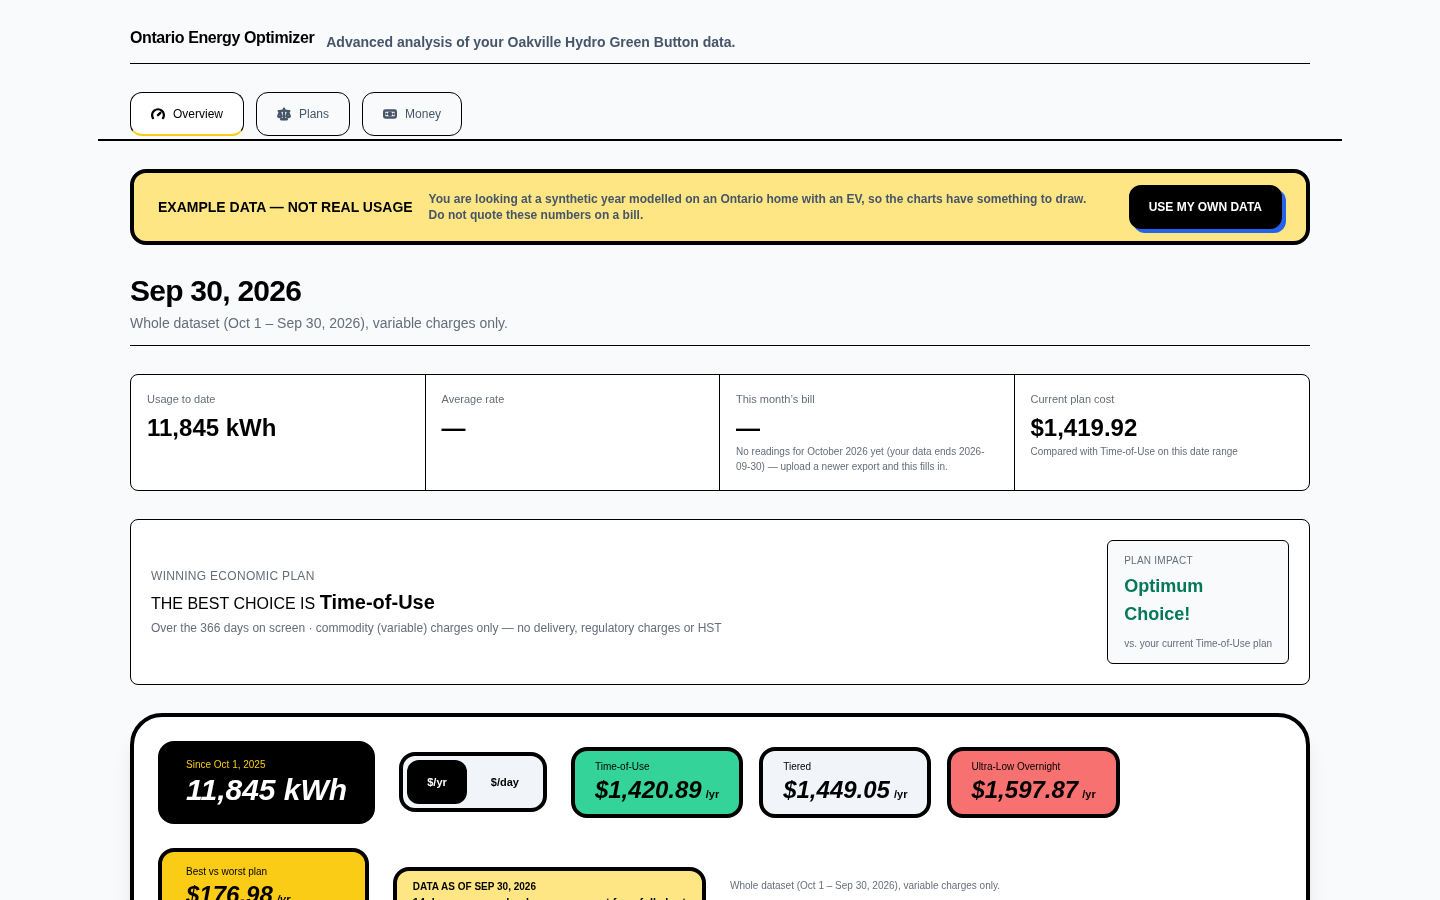 Ontario Energy Optimizer
Advanced analysis of your Oakville Hydro Green Button data.
Overview
Plans
Money
EXAMPLE DATA — NOT REAL USAGE
You are looking at a synthetic year modelled on an Ontario home with an EV, so the charts have something to draw.
Do not quote these numbers on a bill.
USE MY OWN DATA
Sep 30, 2026
Whole dataset (Oct 1 – Sep 30, 2026), variable charges only.
Usage to date
11,845 kWh
Average rate
—
This month's bill
—
No readings for October 2026 yet (your data ends 2026-
09-30) — upload a newer export and this fills in.
Current plan cost
$1,419.92
Compared with Time-of-Use on this date range
WINNING ECONOMIC PLAN
THE BEST CHOICE IS Time-of-Use
Over the 366 days on screen · commodity (variable) charges only — no delivery, regulatory charges or HST
PLAN IMPACT
Optimum
Choice!
vs. your current Time-of-Use plan
Since Oct 1, 2025
11,845 kWh
$/yr
$/day
Time-of-Use
$1,420.89 /yr
Tiered
$1,449.05 /yr
Ultra-Low Overnight
$1,597.87 /yr
Best vs worst plan
$176.98 /yr
DATA AS OF SEP 30, 2026
Whole dataset (Oct 1 – Sep 30, 2026), variable charges only.